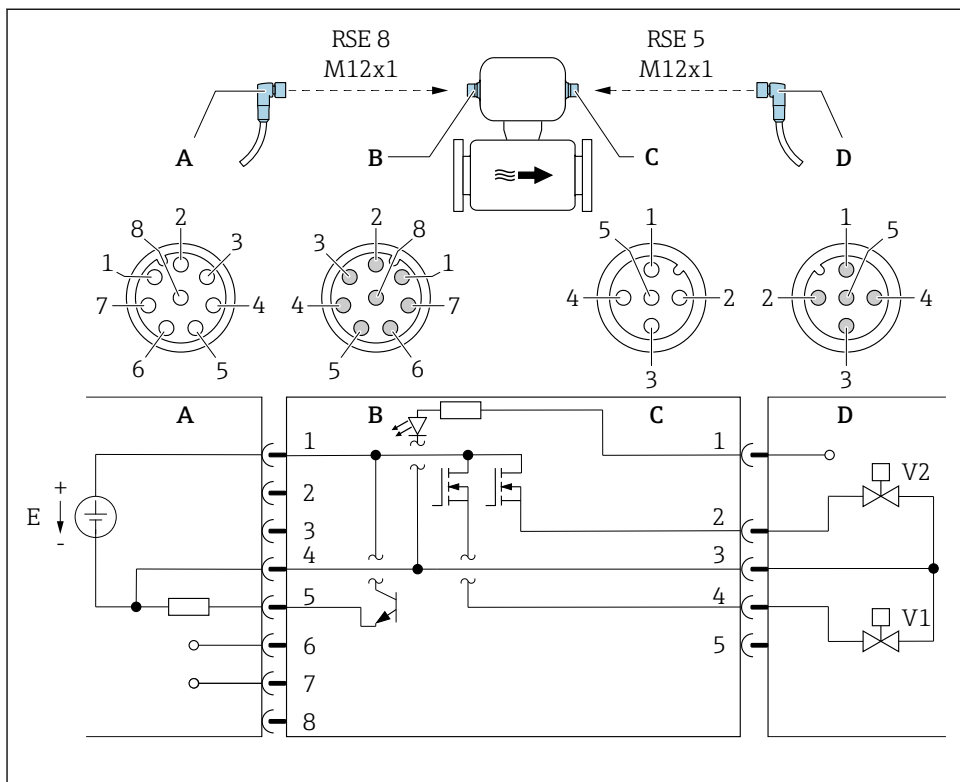 RSE 8 RSE 5
M12x1 M12x1
A B C D
8 2 3 2 8 5 1 1 5
1 3 1
7 4 4 7 4 2 2 4
6 5 5 6 3 3
A B C D
1 1
2 V2
+ E 3 2
- 4 3
5 4
6 V1
7 5
8